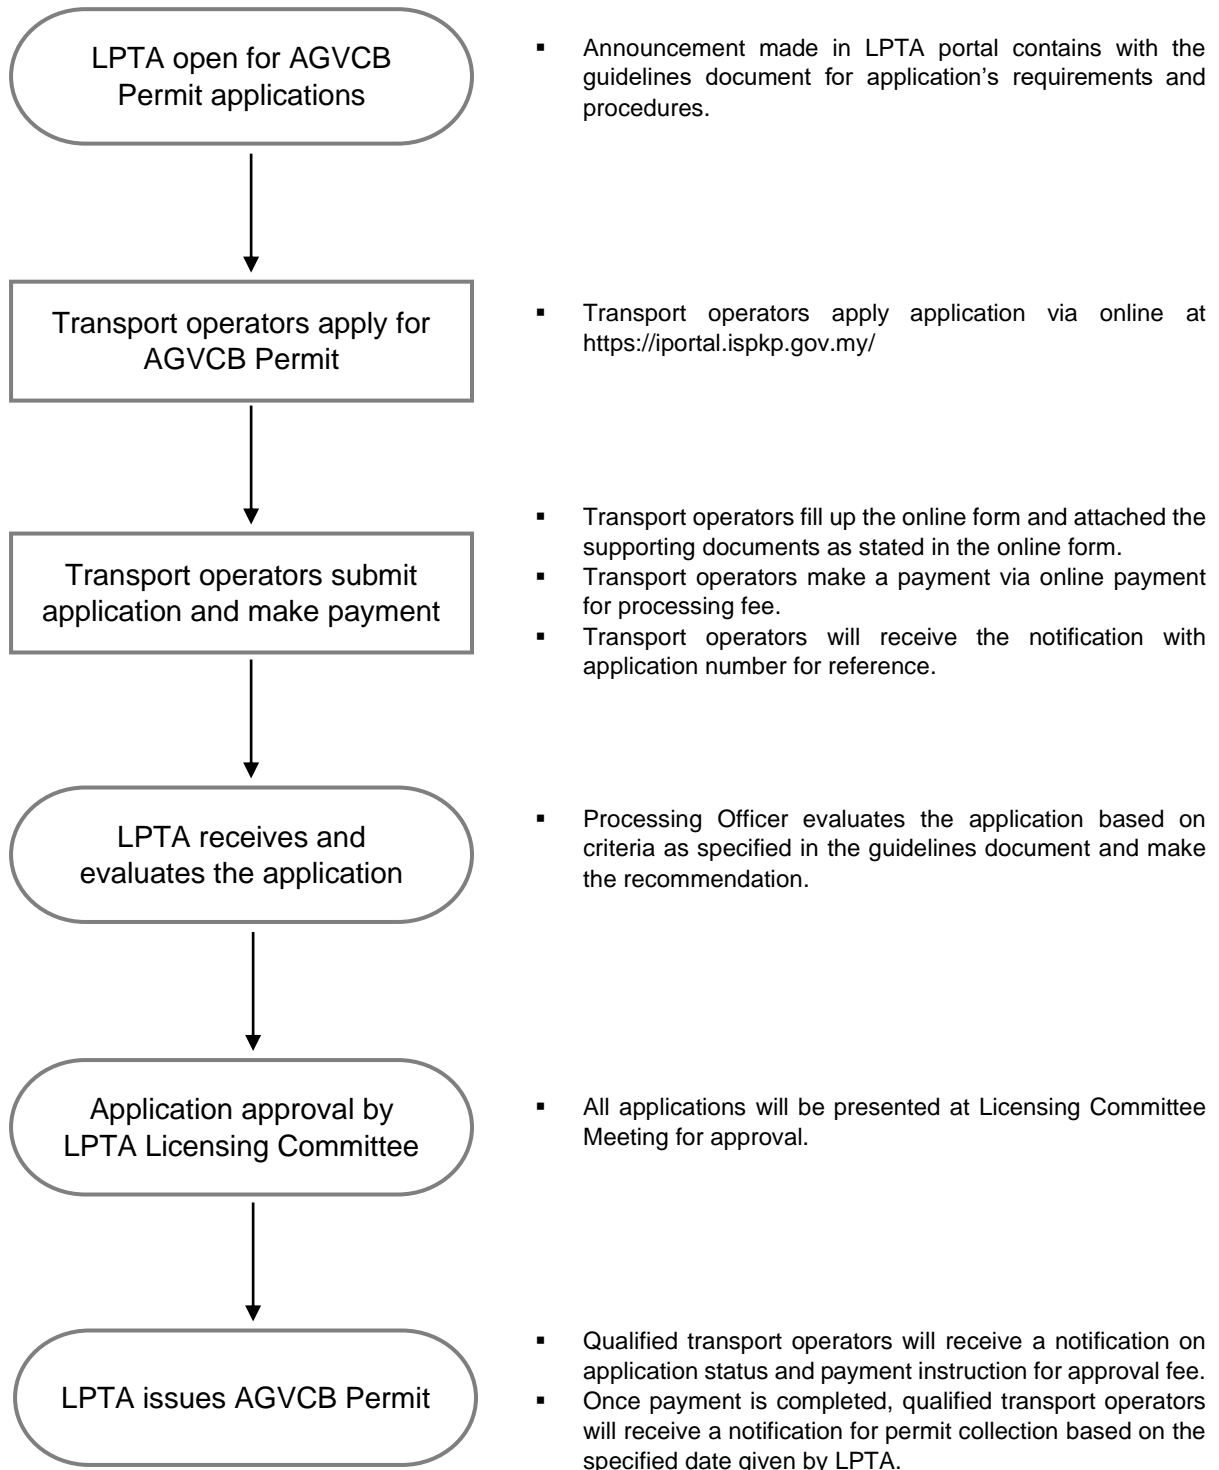 LPTA open for AGVCB
Permit applications
▪ Announcement made in LPTA portal contains with the
guidelines document for application's requirements and
procedures.
Transport operators apply for
AGVCB Permit
▪ Transport operators apply application via online at
https://iportal.ispkp.gov.my/
Transport operators submit
application and make payment
▪ Transport operators fill up the online form and attached the
supporting documents as stated in the online form.
▪ Transport operators make a payment via online payment
for processing fee.
▪ Transport operators will receive the notification with
application number for reference.
LPTA receives and
evaluates the application
▪ Processing Officer evaluates the application based on
criteria as specified in the guidelines document and make
the recommendation.
Application approval by
LPTA Licensing Committee
▪ All applications will be presented at Licensing Committee
Meeting for approval.
LPTA issues AGVCB Permit
▪ Qualified transport operators will receive a notification on
application status and payment instruction for approval fee.
▪ Once payment is completed, qualified transport operators
will receive a notification for permit collection based on the
specified date given by LPTA.